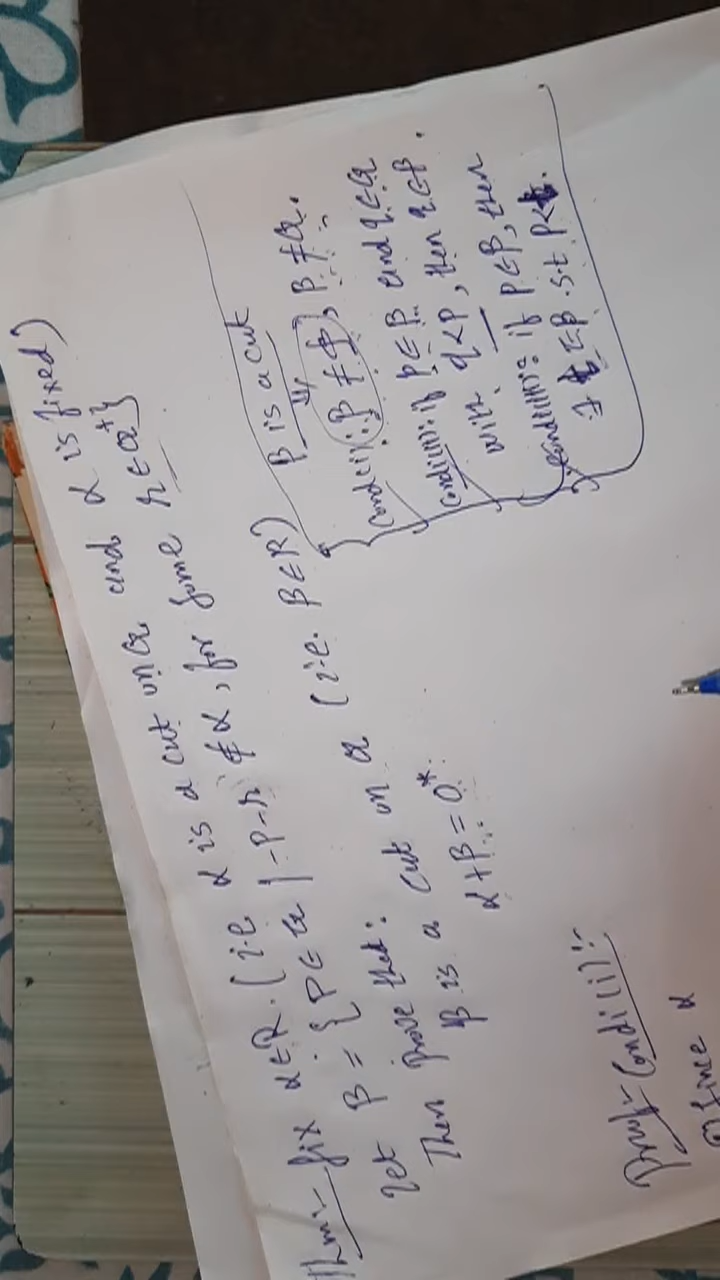 Thm:- fix α∈R. (i.e α is a cut on Q and α is fixed)
let β = {P∈Q | -P-r ∉ α, for some r∈Q⁺}
Then prove that:
β is a cut on Q (i.e. β∈R)
α+β = 0*.
β is a cut
Cond(i): β ≠ ϕ, β ≠ Q.
Cond(ii): if p∈β and q∈Q
with q<p, then q∈β.
Cond(iii): if p∈β, then
∃ ∈β s.t. p<
Proof:- Cond(i):-
Since α